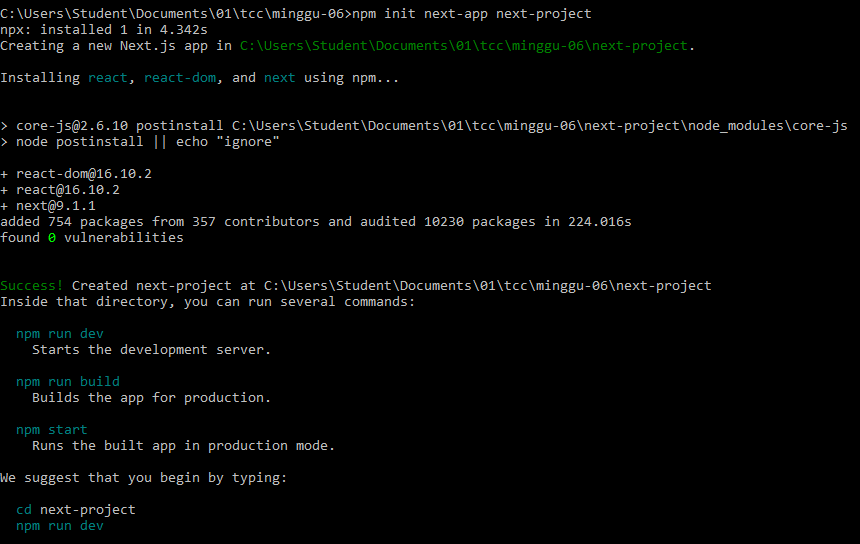 C:\Users\Student\Documents\01\tcc\minggu-06>npm init next-app next-project
npx: installed 1 in 4.342s
Creating a new Next.js app in C:\Users\Student\Documents\01\tcc\minggu-06\next-project.
Installing react, react-dom, and next using npm...
> core-js@2.6.10 postinstall C:\Users\Student\Documents\01\tcc\minggu-06\next-project\node_modules\core-js
> node postinstall || echo "ignore"
+ react-dom@16.10.2
+ react@16.10.2
+ next@9.1.1
added 754 packages from 357 contributors and audited 10230 packages in 224.016s
found 0 vulnerabilities
Success! Created next-project at C:\Users\Student\Documents\01\tcc\minggu-06\next-project
Inside that directory, you can run several commands:
npm run dev
Starts the development server.
npm run build
Builds the app for production.
npm start
Runs the built app in production mode.
We suggest that you begin by typing:
cd next-project
npm run dev